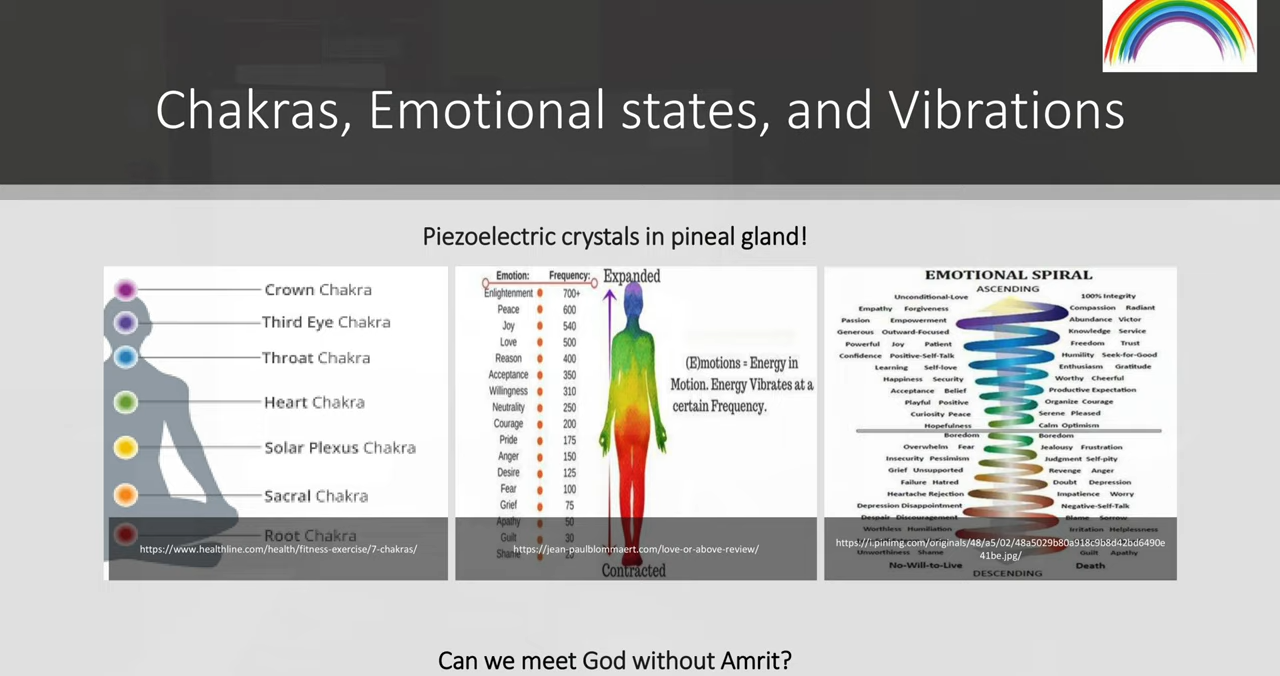 Chakras, Emotional states, and Vibrations
Piezoelectric crystals in pineal gland!
Crown Chakra
Third Eye Chakra
Throat Chakra
Heart Chakra
Solar Plexus Chakra
Sacral Chakra
Root Chakra
https://www.healthline.com/health/fitness-exercise/7-chakras/
Emotion: Frequency: Expanded
Enlightenment 700+
Peace 600
Joy 540
Love 500
Reason 400
Acceptance 350
Willingness 310
Neutrality 250
Courage 200
Pride 175
Anger 150
Desire 125
Fear 100
Grief 75
Apathy 50
Guilt 30
Shame
Contracted
(E)motions = Energy in
Motion. Energy Vibrates at a
certain Frequency.
https://jean-paulblommaert.com/love-or-above-review/
EMOTIONAL SPIRAL
ASCENDING
Unconditional-Love 100% Integrity
Empathy Forgiveness Compassion Radiant
Passion Empowerment Abundance Victor
Generous Outward-Focused Knowledge Service
Powerful Joy Patient Freedom Trust
Confidence Positive-Self-Talk Humility Seek-for-Good
Learning Self-love Enthusiasm Gratitude
Happiness Security Worthy Cheerful
Acceptance Belief Productive Expectation
Playful Positive Organize Courage
Curiosity Peace Serene Pleased
Hopefulness Calm Optimism
Boredom Boredom
Overwhelm Fear Jealousy Frustration
Insecurity Pessimism Judgment Self-pity
Grief Unsupported Revenge Anger
Failure Hatred Doubt Depression
Heartache Rejection Impatience Worry
Depression Disappointment Negative-Self-Talk
Despair Discouragement Blame Sorrow
Worthless Humiliation Irritation Helplessness
Unworthiness Shame Guilt Apathy
No-Will-to-Live Death
DESCENDING
https://i.pinimg.com/originals/48/a5/02/48a5029b80a918c9b8d42bd6490e
41be.jpg/
Can we meet God without Amrit?